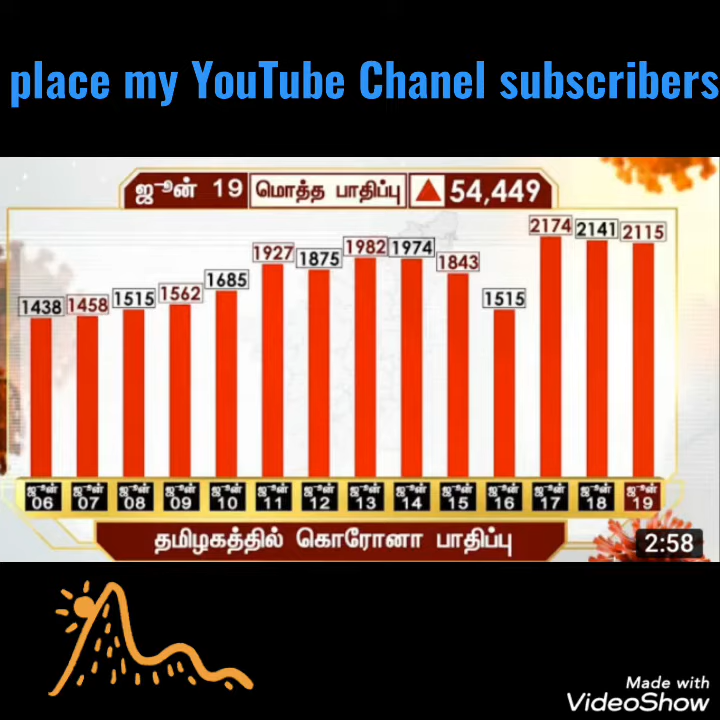 place my YouTube Chanel subscribers
ஜூன் 19 மொத்த பாதிப்பு 54,449
1438 1458 1515 1562 1685 1927 1875 1982 1974 1843 1515 2174 2141 2115
ஜூன் ஜூன் ஜூன் ஜூன் ஜூன் ஜூன் ஜூன் ஜூன் ஜூன் ஜூன் ஜூன் ஜூன் ஜூன் ஜூன்
06 07 08 09 10 11 12 13 14 15 16 17 18 19
தமிழகத்தில் கொரோனா பாதிப்பு
2:58
Made with
VideoShow